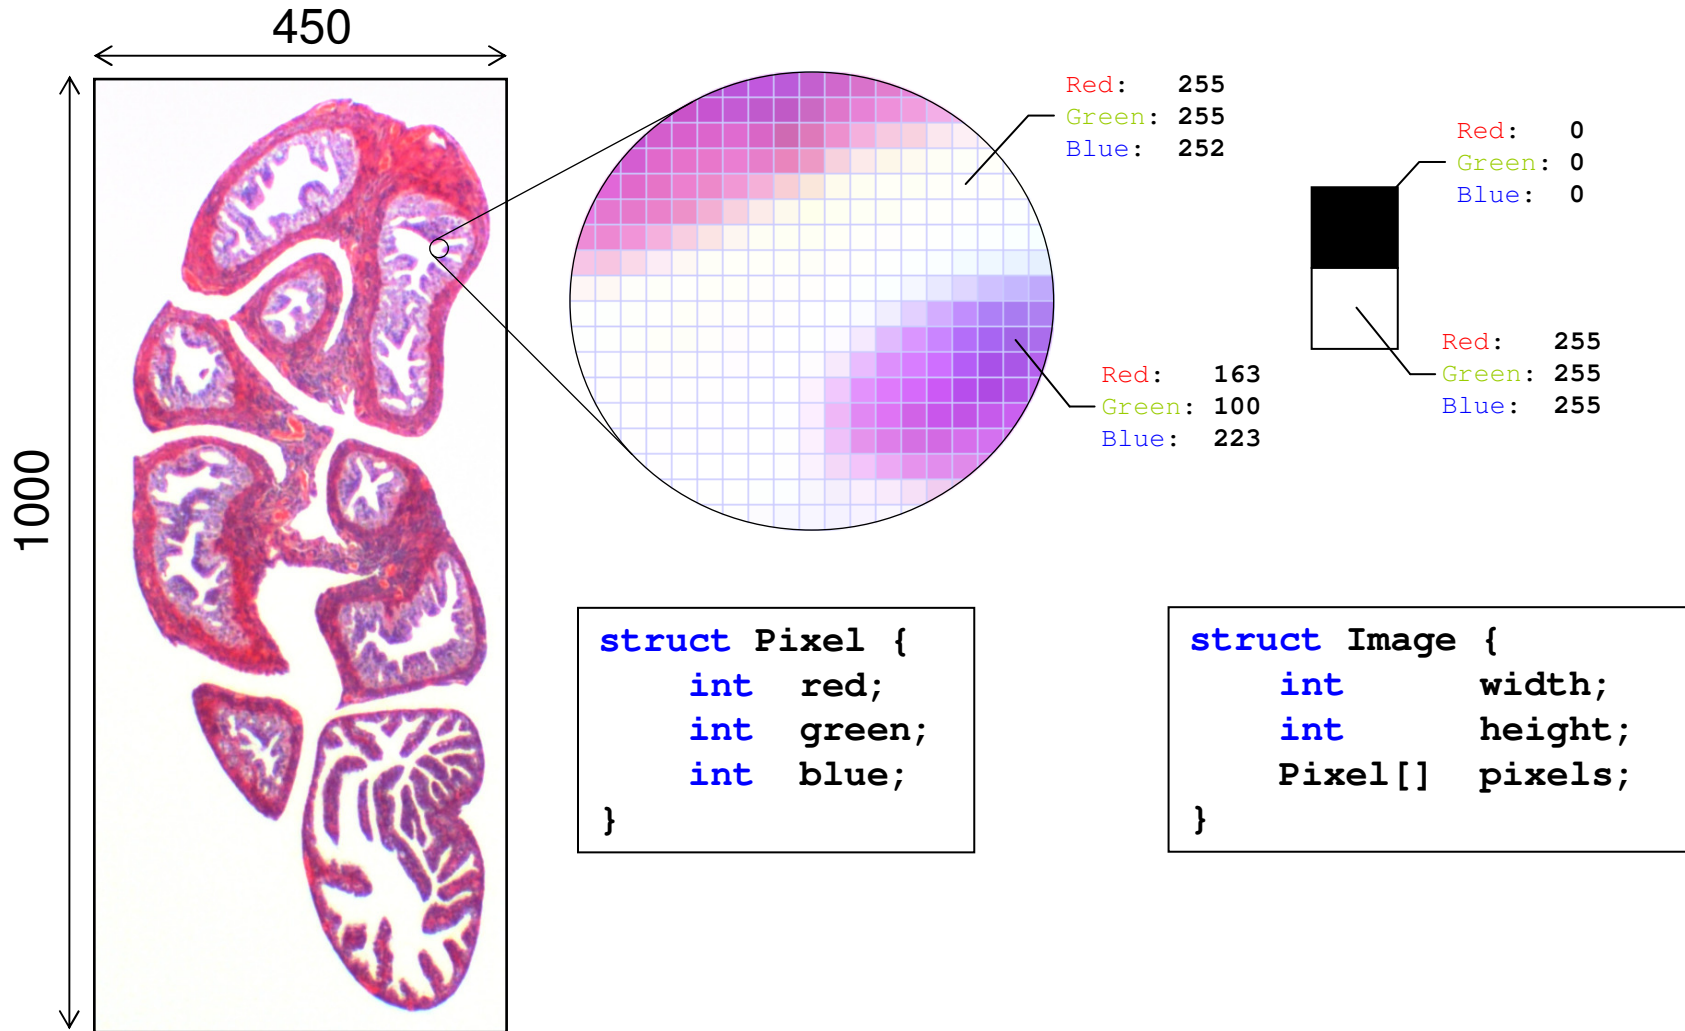 450
1000
Red: 255
Green: 255
Blue: 252
Red: 0
Green: 0
Blue: 0
Red: 163
Green: 100
Blue: 223
Red: 255
Green: 255
Blue: 255
struct Pixel {
int red;
int green;
int blue;
}
struct Image {
int width;
int height;
Pixel[] pixels;
}